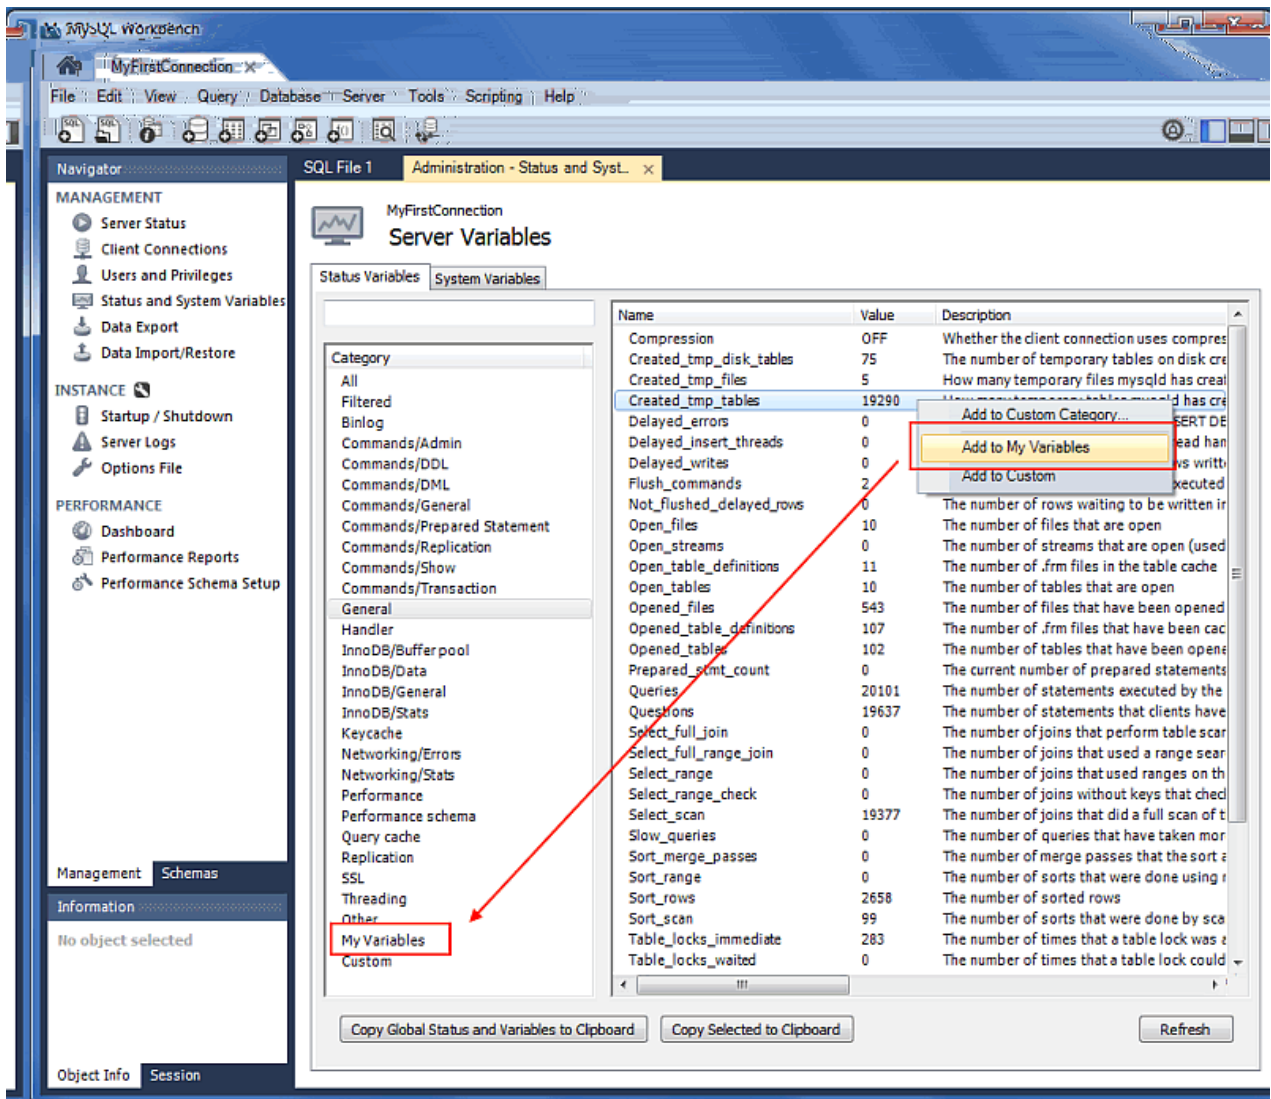 MySQL Workbench
MyFirstConnection
File Edit View Query Database Server Tools Scripting Help
Navigator
MANAGEMENT
Server Status
Client Connections
Users and Privileges
Status and System Variables
Data Export
Data Import/Restore
INSTANCE
Startup / Shutdown
Server Logs
Options File
PERFORMANCE
Dashboard
Performance Reports
Performance Schema Setup
Management Schemas
Information
No object selected
Object Info Session
SQL File 1 Administration - Status and Syst...
MyFirstConnection
Server Variables
Status Variables System Variables
Category
All
Filtered
Binlog
Commands/Admin
Commands/DDL
Commands/DML
Commands/General
Commands/Prepared Statement
Commands/Replication
Commands/Show
Commands/Transaction
General
Handler
InnoDB/Buffer pool
InnoDB/Data
InnoDB/General
InnoDB/Stats
Keycache
Networking/Errors
Networking/Stats
Performance
Performance schema
Query cache
Replication
SSL
Threading
Other
My Variables
Custom
Name Value Description
Compression OFF Whether the client connection uses compres
Created_tmp_disk_tables 75 The number of temporary tables on disk cre
Created_tmp_files 5 How many temporary files mysqld has creat
Created_tmp_tables 19290 How many temporary tables mysqld has cre
Delayed_errors 0 SERT DE
Delayed_insert_threads 0 ead han
Delayed_writes 0 ws writt
Flush_commands 2 xecuted
Not_flushed_delayed_rows 0 The number of rows waiting to be written in
Open_files 10 The number of files that are open
Open_streams 0 The number of streams that are open (used
Open_table_definitions 11 The number of .frm files in the table cache
Open_tables 10 The number of tables that are open
Opened_files 543 The number of files that have been opened
Opened_table_definitions 107 The number of .frm files that have been cac
Opened_tables 102 The number of tables that have been opene
Prepared_stmt_count 0 The current number of prepared statements
Queries 20101 The number of statements executed by the
Questions 19637 The number of statements that clients have
Select_full_join 0 The number of joins that perform table scar
Select_full_range_join 0 The number of joins that used a range sear
Select_range 0 The number of joins that used ranges on th
Select_range_check 0 The number of joins without keys that check
Select_scan 19377 The number of joins that did a full scan of t
Slow_queries 0 The number of queries that have taken mor
Sort_merge_passes 0 The number of merge passes that the sort a
Sort_range 0 The number of sorts that were done using r
Sort_rows 2658 The number of sorted rows
Sort_scan 99 The number of sorts that were done by sca
Table_locks_immediate 283 The number of times that a table lock was a
Table_locks_waited 0 The number of times that a table lock could
Add to Custom Category...
Add to My Variables
Add to Custom
Copy Global Status and Variables to Clipboard Copy Selected to Clipboard Refresh